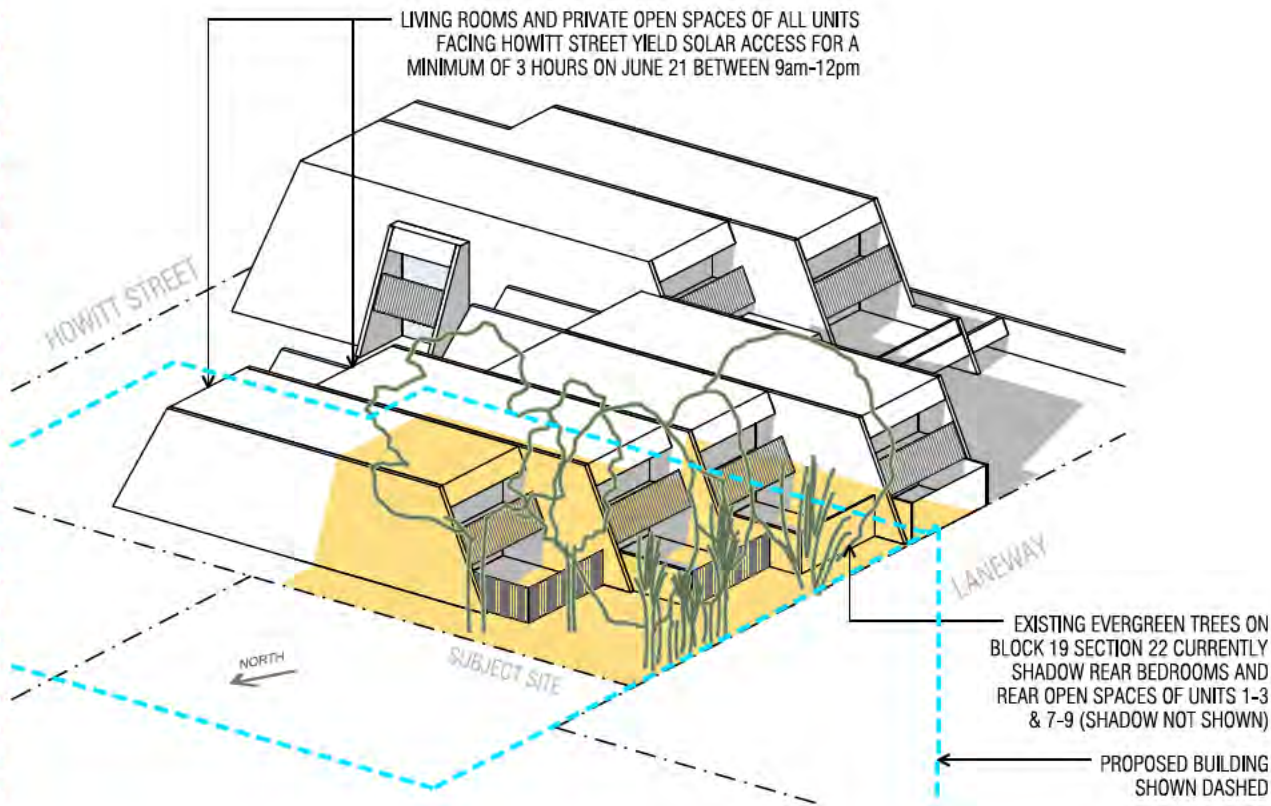 LIVING ROOMS AND PRIVATE OPEN SPACES OF ALL UNITS
FACING HOWITT STREET YIELD SOLAR ACCESS FOR A
MINIMUM OF 3 HOURS ON JUNE 21 BETWEEN 9am-12pm
HOWITT STREET
LANEWAY
NORTH
SUBJECT SITE
EXISTING EVERGREEN TREES ON
BLOCK 19 SECTION 22 CURRENTLY
SHADOW REAR BEDROOMS AND
REAR OPEN SPACES OF UNITS 1-3
& 7-9 (SHADOW NOT SHOWN)
PROPOSED BUILDING
SHOWN DASHED